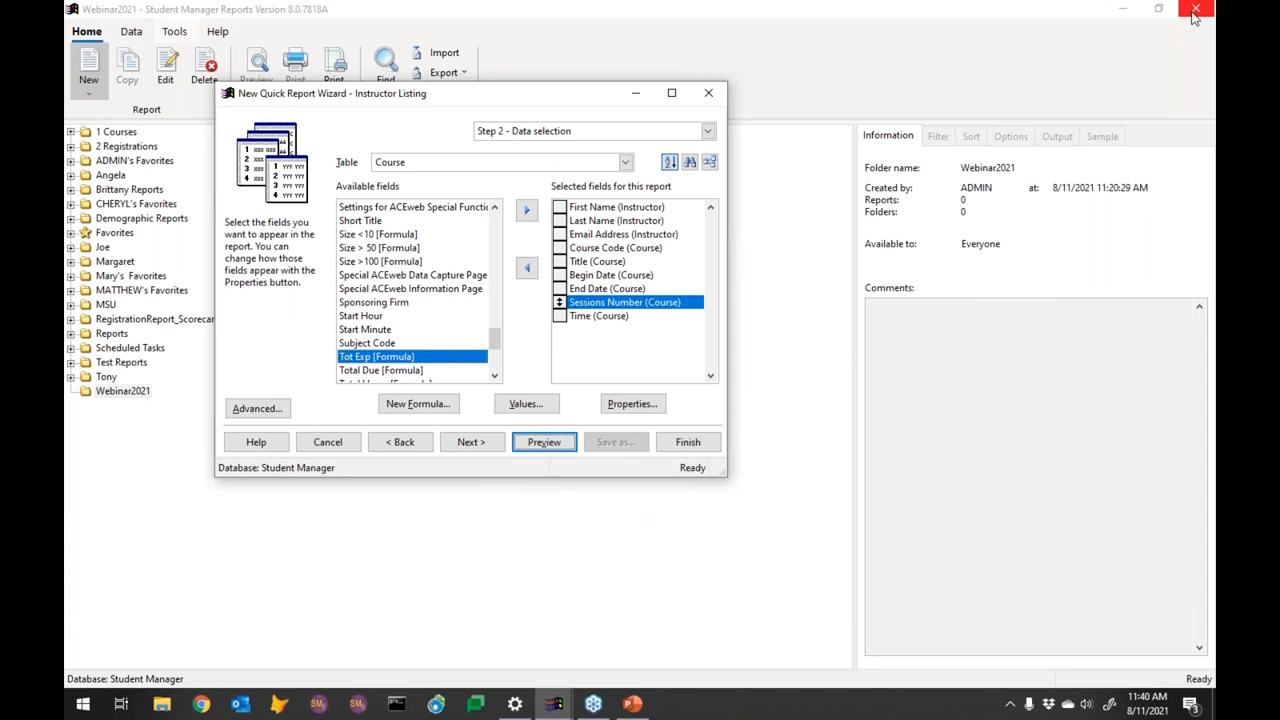 Webinar2021 - Student Manager Reports Version 8.0.7818A
Home Data Tools Help
New Copy Edit Delete Preview Print Print Find Import
Export
Report
New Quick Report Wizard - Instructor Listing
Step 2 - Data selection
Table Course
Available fields
Selected fields for this report
Select the fields you
want to appear in the
report. You can
change how those
fields appear with the
Properties button.
Settings for ACEweb Special Functic
Short Title
Size <10 [Formula]
Size > 50 [Formula]
Size >100 [Formula]
Special ACEweb Data Capture Page
Special ACEweb Information Page
Sponsoring Firm
Start Hour
Start Minute
Subject Code
Tot Exp [Formula]
Total Due [Formula]
First Name (Instructor)
Last Name (Instructor)
Email Address (Instructor)
Course Code (Course)
Title (Course)
Begin Date (Course)
End Date (Course)
Sessions Number (Course)
Time (Course)
Advanced... New Formula... Values... Properties...
Help Cancel < Back Next > Preview Save as... Finish
Database: Student Manager Ready
1 Courses
2 Registrations
ADMIN's Favorites
Angela
Brittany Reports
CHERYL's Favorites
Demographic Reports
Favorites
Joe
Margaret
Mary's Favorites
MATTHEW's Favorites
MSU
RegistrationReport_Scorecar
Reports
Scheduled Tasks
Test Reports
Tony
Webinar2021
Information Filter Sort Options Output Sample
Folder name: Webinar2021
Created by: ADMIN at: 8/11/2021 11:20:29 AM
Reports: 0
Folders: 0
Available to: Everyone
Comments:
Database: Student Manager Ready
11:40 AM
8/11/2021